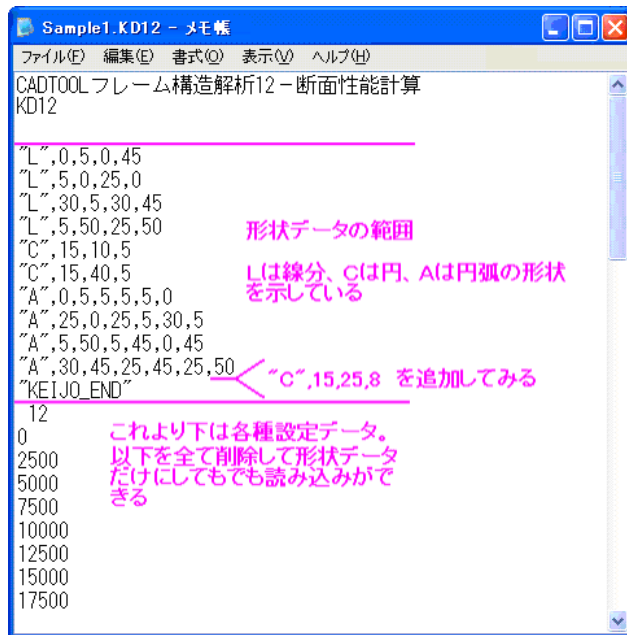 Sample1.KD12 - メモ帳
ファイル(F) 編集(E) 書式(O) 表示(V) ヘルプ(H)
CADTOOLフレーム構造解析12－断面性能計算
KD12
"L",0,5,0,45
"L",5,0,25,0
"L",30,5,30,45
"L",5,50,25,50
"C",15,10,5
"C",15,40,5
"A",0,5,5,5,5,0
"A",25,0,25,5,30,5
"A",5,50,5,45,0,45
"A",30,45,25,45,25,50
"KEIJO_END"
形状データの範囲
Lは線分、Cは円、Aは円弧の形状
を示している
"C",15,25,8 を追加してみる
12
0
2500
5000
7500
10000
12500
15000
17500
これより下は各種設定データ。
以下を全て削除して形状データ
だけにしてもでも読み込みがで
きる